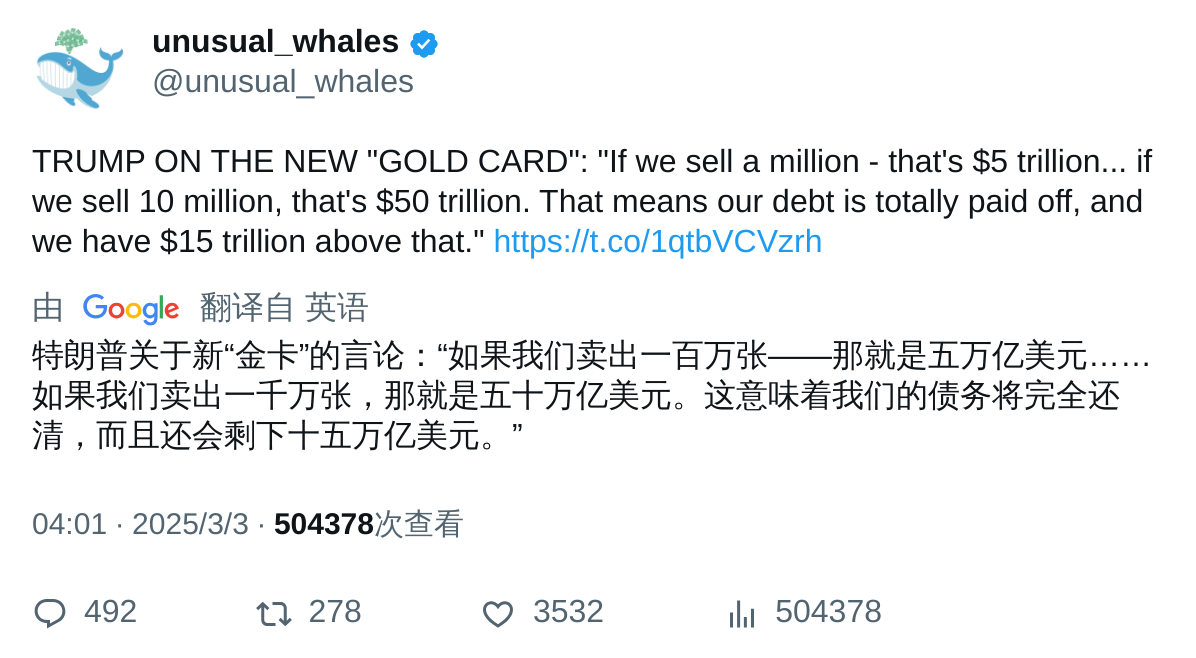 unusual_whales
@unusual_whales
TRUMP ON THE NEW "GOLD CARD": "If we sell a million - that's $5 trillion... if
we sell 10 million, that's $50 trillion. That means our debt is totally paid off, and
we have $15 trillion above that." https://t.co/1qtbVCVzrh
由 Google 翻译自 英语
特朗普关于新“金卡”的言论：“如果我们卖出一百万张——那就是五万亿美元……
如果我们卖出一千万张，那就是五十万亿美元。这意味着我们的债务将完全还
清，而且还会剩下十五万亿美元。”
04:01 · 2025/3/3 · 504378次查看
492 278 3532 504378